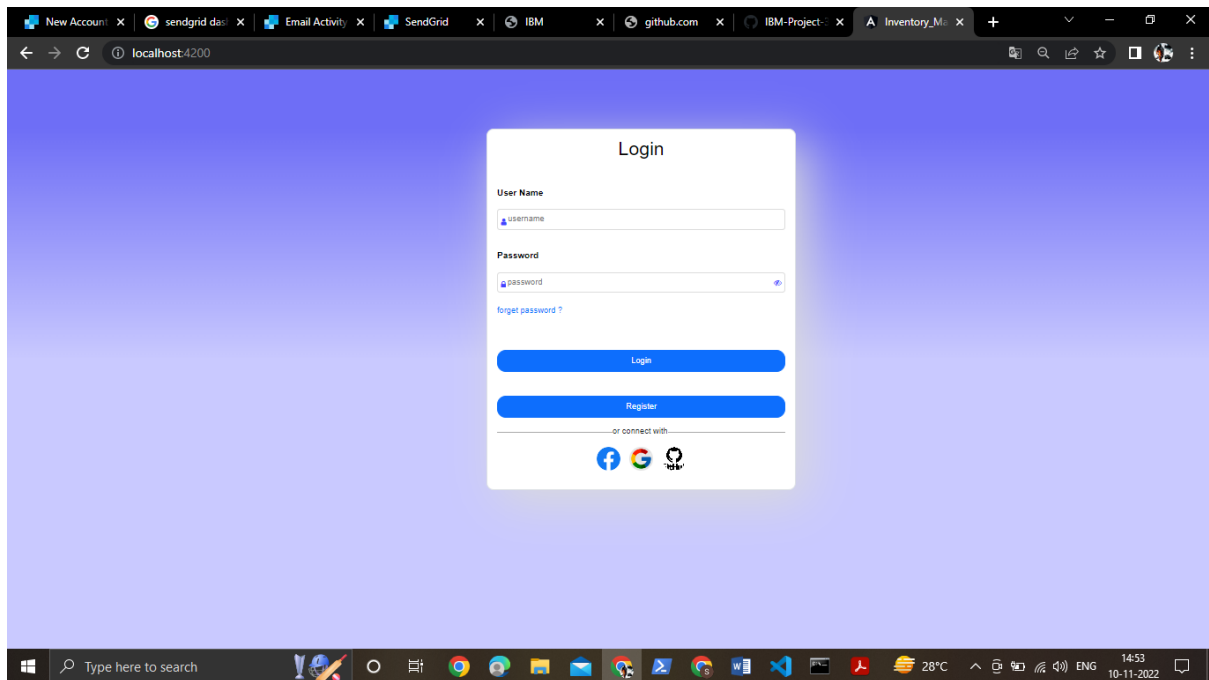 New Account
sendgrid das
Email Activity
SendGrid
IBM
github.com
IBM-Project-3
Inventory_Ma
localhost:4200
Login
User Name
username
Password
password
forget password ?
Login
Register
or connect with
Type here to search
28°C
ENG
14:53
10-11-2022